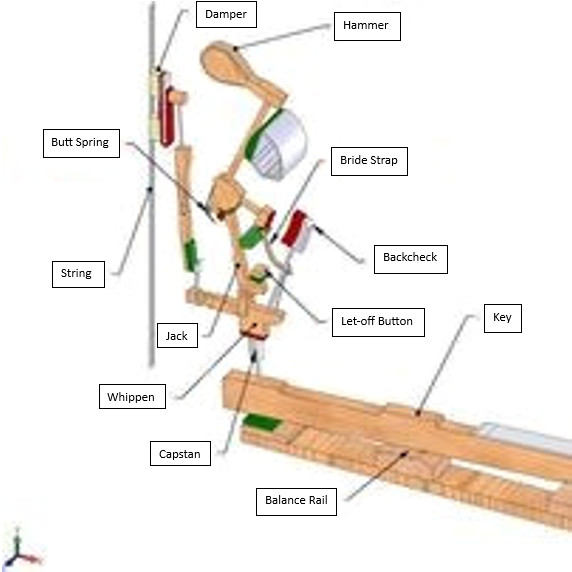 Damper
Hammer
Butt Spring
Bride Strap
Backcheck
String
Let-off Button
Key
Jack
Whippen
Capstan
Balance Rail